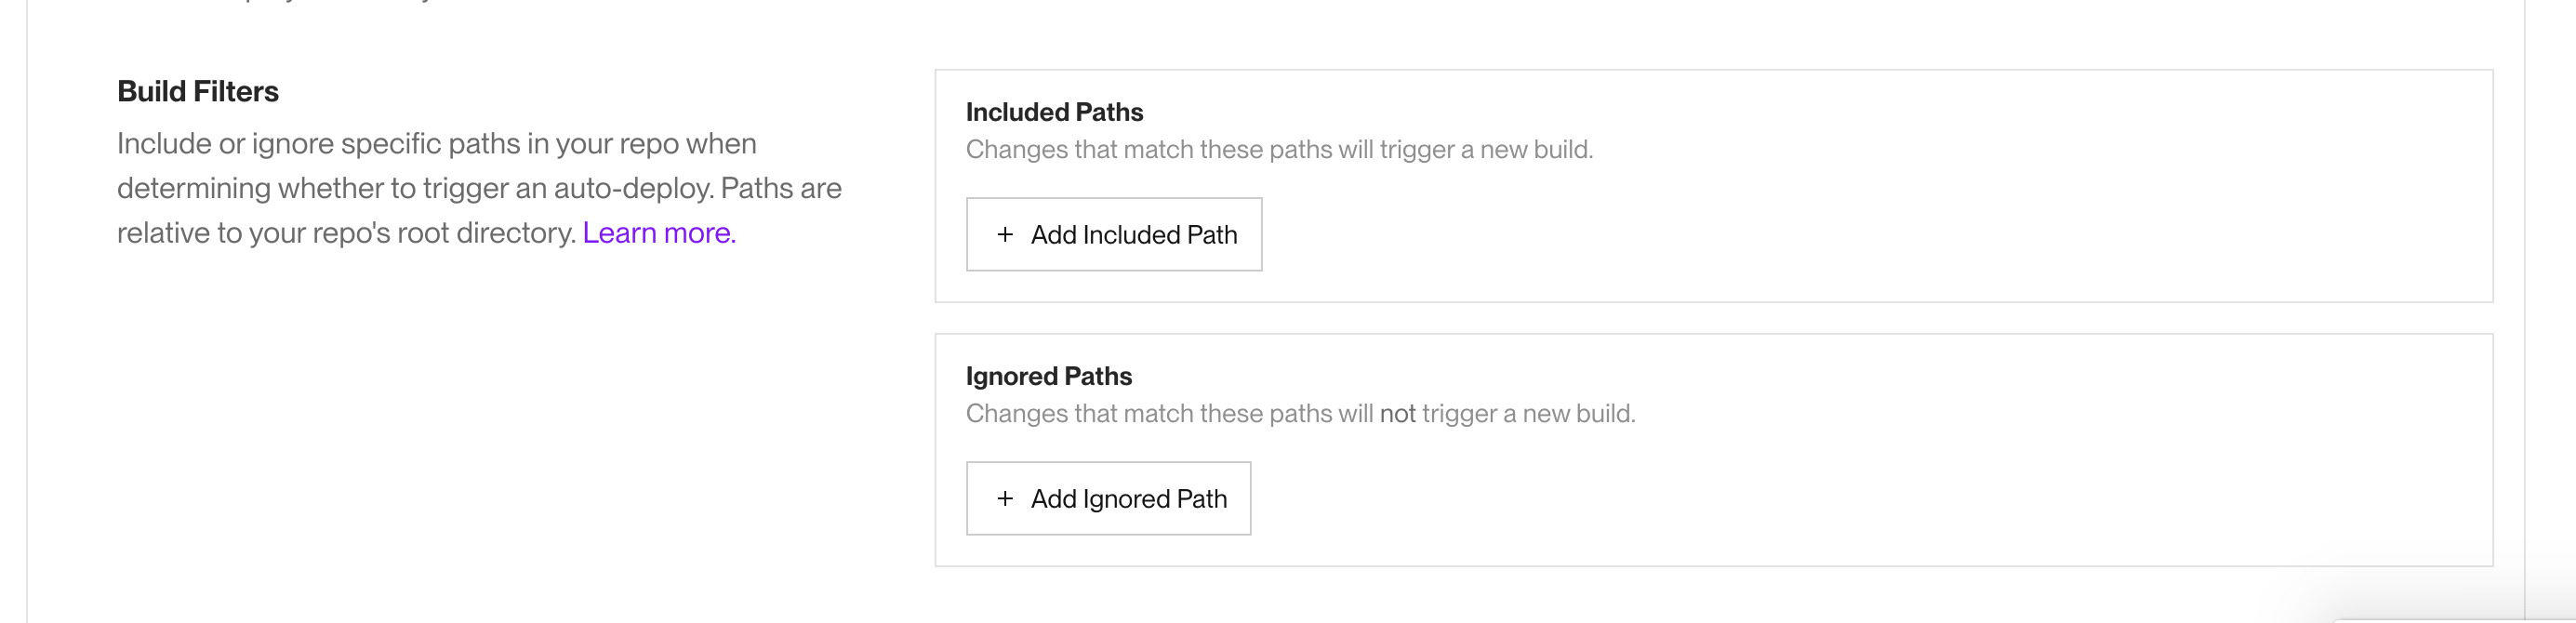 Build Filters
Include or ignore specific paths in your repo when
determining whether to trigger an auto-deploy. Paths are
relative to your repo's root directory. Learn more.
Included Paths
Changes that match these paths will trigger a new build.
+ Add Included Path
Ignored Paths
Changes that match these paths will not trigger a new build.
+ Add Ignored Path